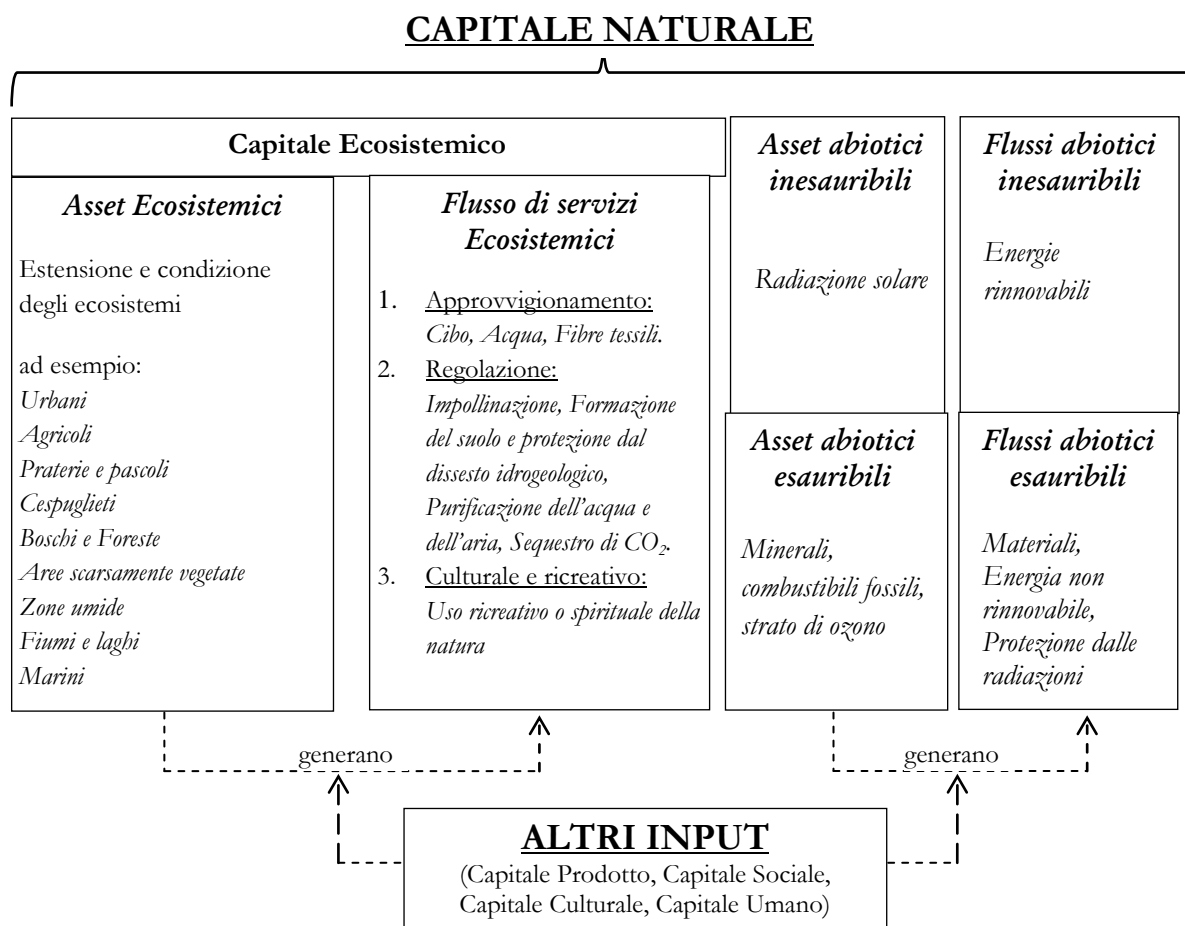 CAPITALE NATURALE
Capitale Ecosistemico
Asset Ecosistemici
Estensione e condizione
degli ecosistemi
ad esempio:
Urbani
Agricoli
Praterie e pascoli
Cespuglieti
Boschi e Foreste
Aree scarsamente vegetate
Zone umide
Fiumi e laghi
Marini
Flusso di servizi
Ecosistemici
1. Approvvigionamento:
Cibo, Acqua, Fibre tessili.
2. Regolazione:
Impollinazione, Formazione
del suolo e protezione dal
dissesto idrogeologico,
Purificazione dell'acqua e
dell'aria, Sequestro di CO₂.
3. Culturale e ricreativo:
Uso ricreativo o spirituale della
natura
Asset abiotici
inesauribili
Radiazione solare
Flussi abiotici
inesauribili
Energie
rinnovabili
Asset abiotici
esauribili
Minerali,
combustibili fossili,
strato di ozono
Flussi abiotici
esauribili
Materiali,
Energia non
rinnovabile,
Protezione dalle
radiazioni
generano
generano
ALTRI INPUT
(Capitale Prodotto, Capitale Sociale,
Capitale Culturale, Capitale Umano)